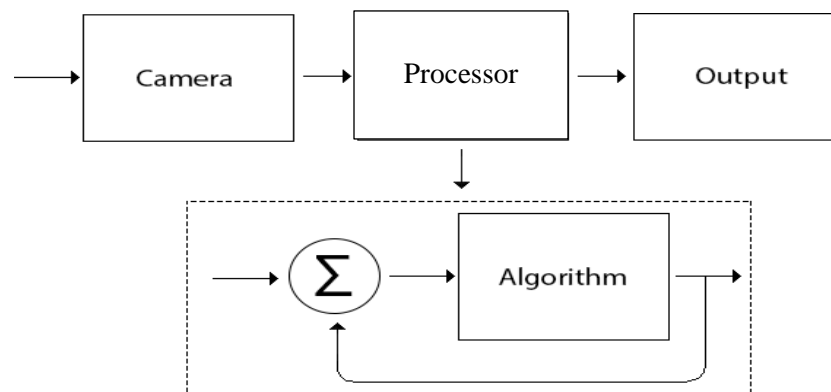 Camera
Processor
Output
Σ
Algorithm